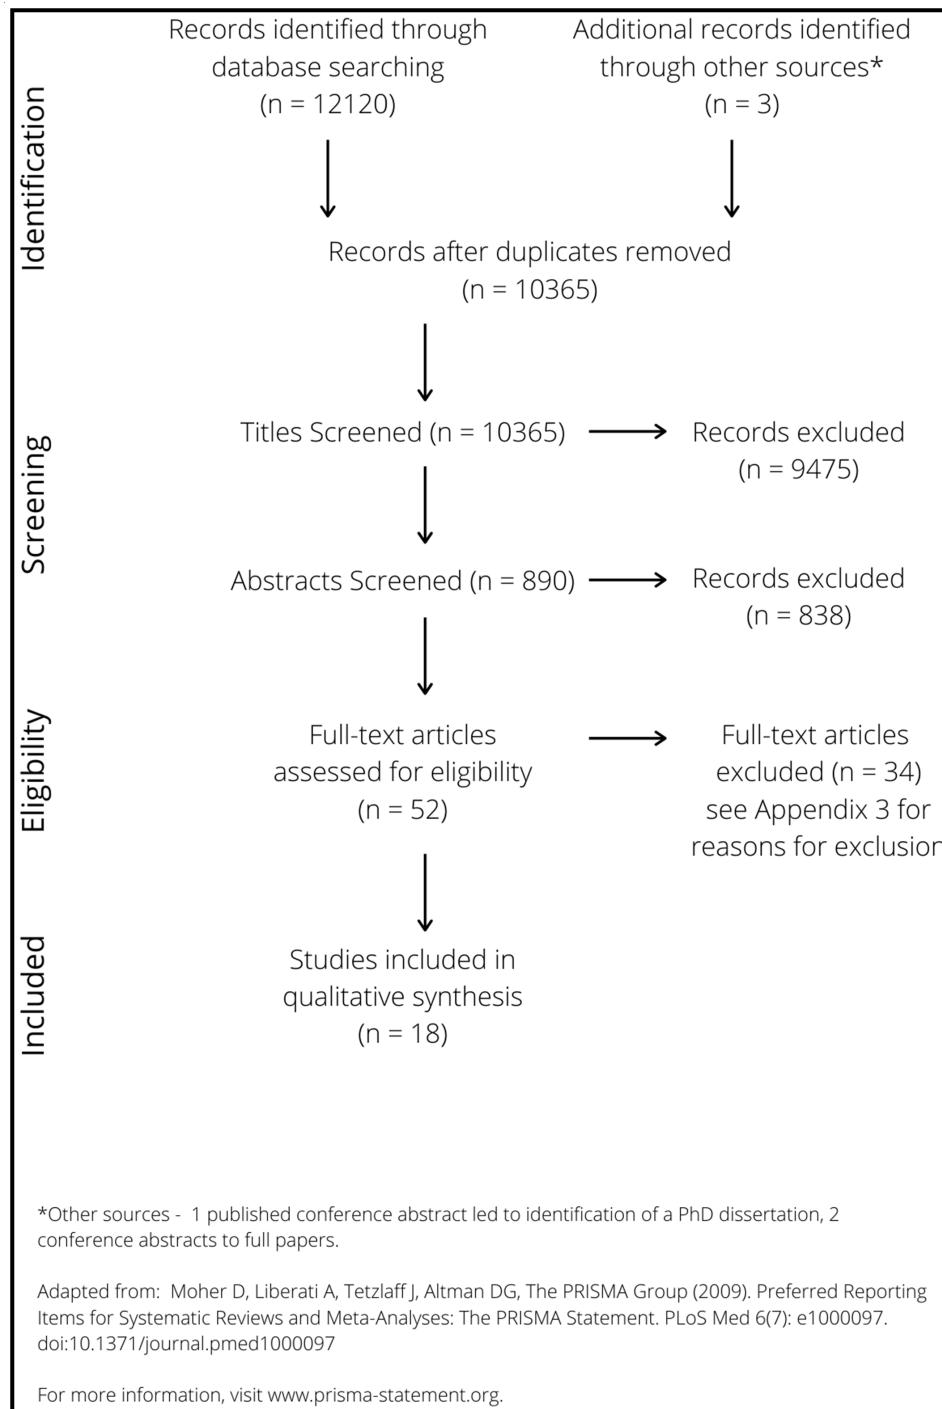 Records identified through
database searching
(n = 12120)
Additional records identified
through other sources*
(n = 3)
Identification
Records after duplicates removed
(n = 10365)
Screening
Titles Screened (n = 10365)
Records excluded
(n = 9475)
Abstracts Screened (n = 890)
Records excluded
(n = 838)
Eligibility
Full-text articles
assessed for eligibility
(n = 52)
Full-text articles
excluded (n = 34)
see Appendix 3 for
reasons for exclusion
Included
Studies included in
qualitative synthesis
(n = 18)
*Other sources - 1 published conference abstract led to identification of a PhD dissertation, 2
conference abstracts to full papers.
Adapted from: Moher D, Liberati A, Tetzlaff J, Altman DG, The PRISMA Group (2009). Preferred Reporting
Items for Systematic Reviews and Meta-Analyses: The PRISMA Statement. PLoS Med 6(7): e1000097.
doi:10.1371/journal.pmed1000097
For more information, visit www.prisma-statement.org.